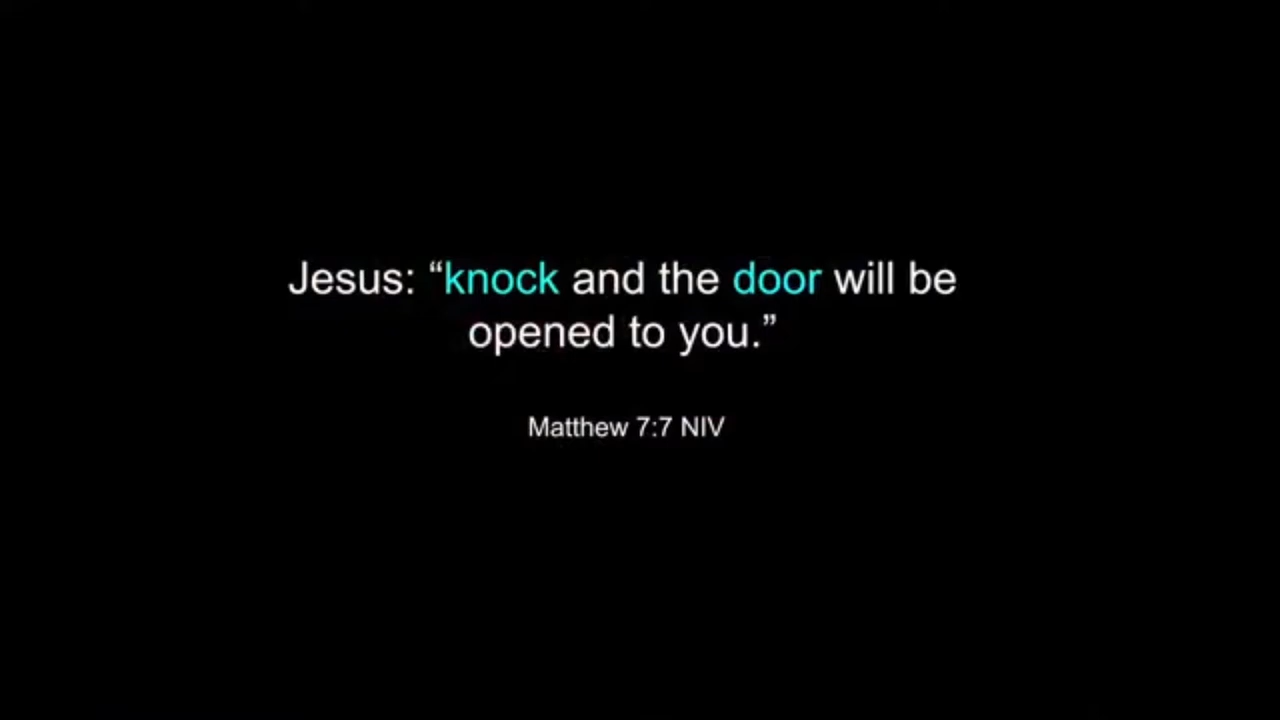 Jesus: “knock and the door will be
opened to you.”
Matthew 7:7 NIV